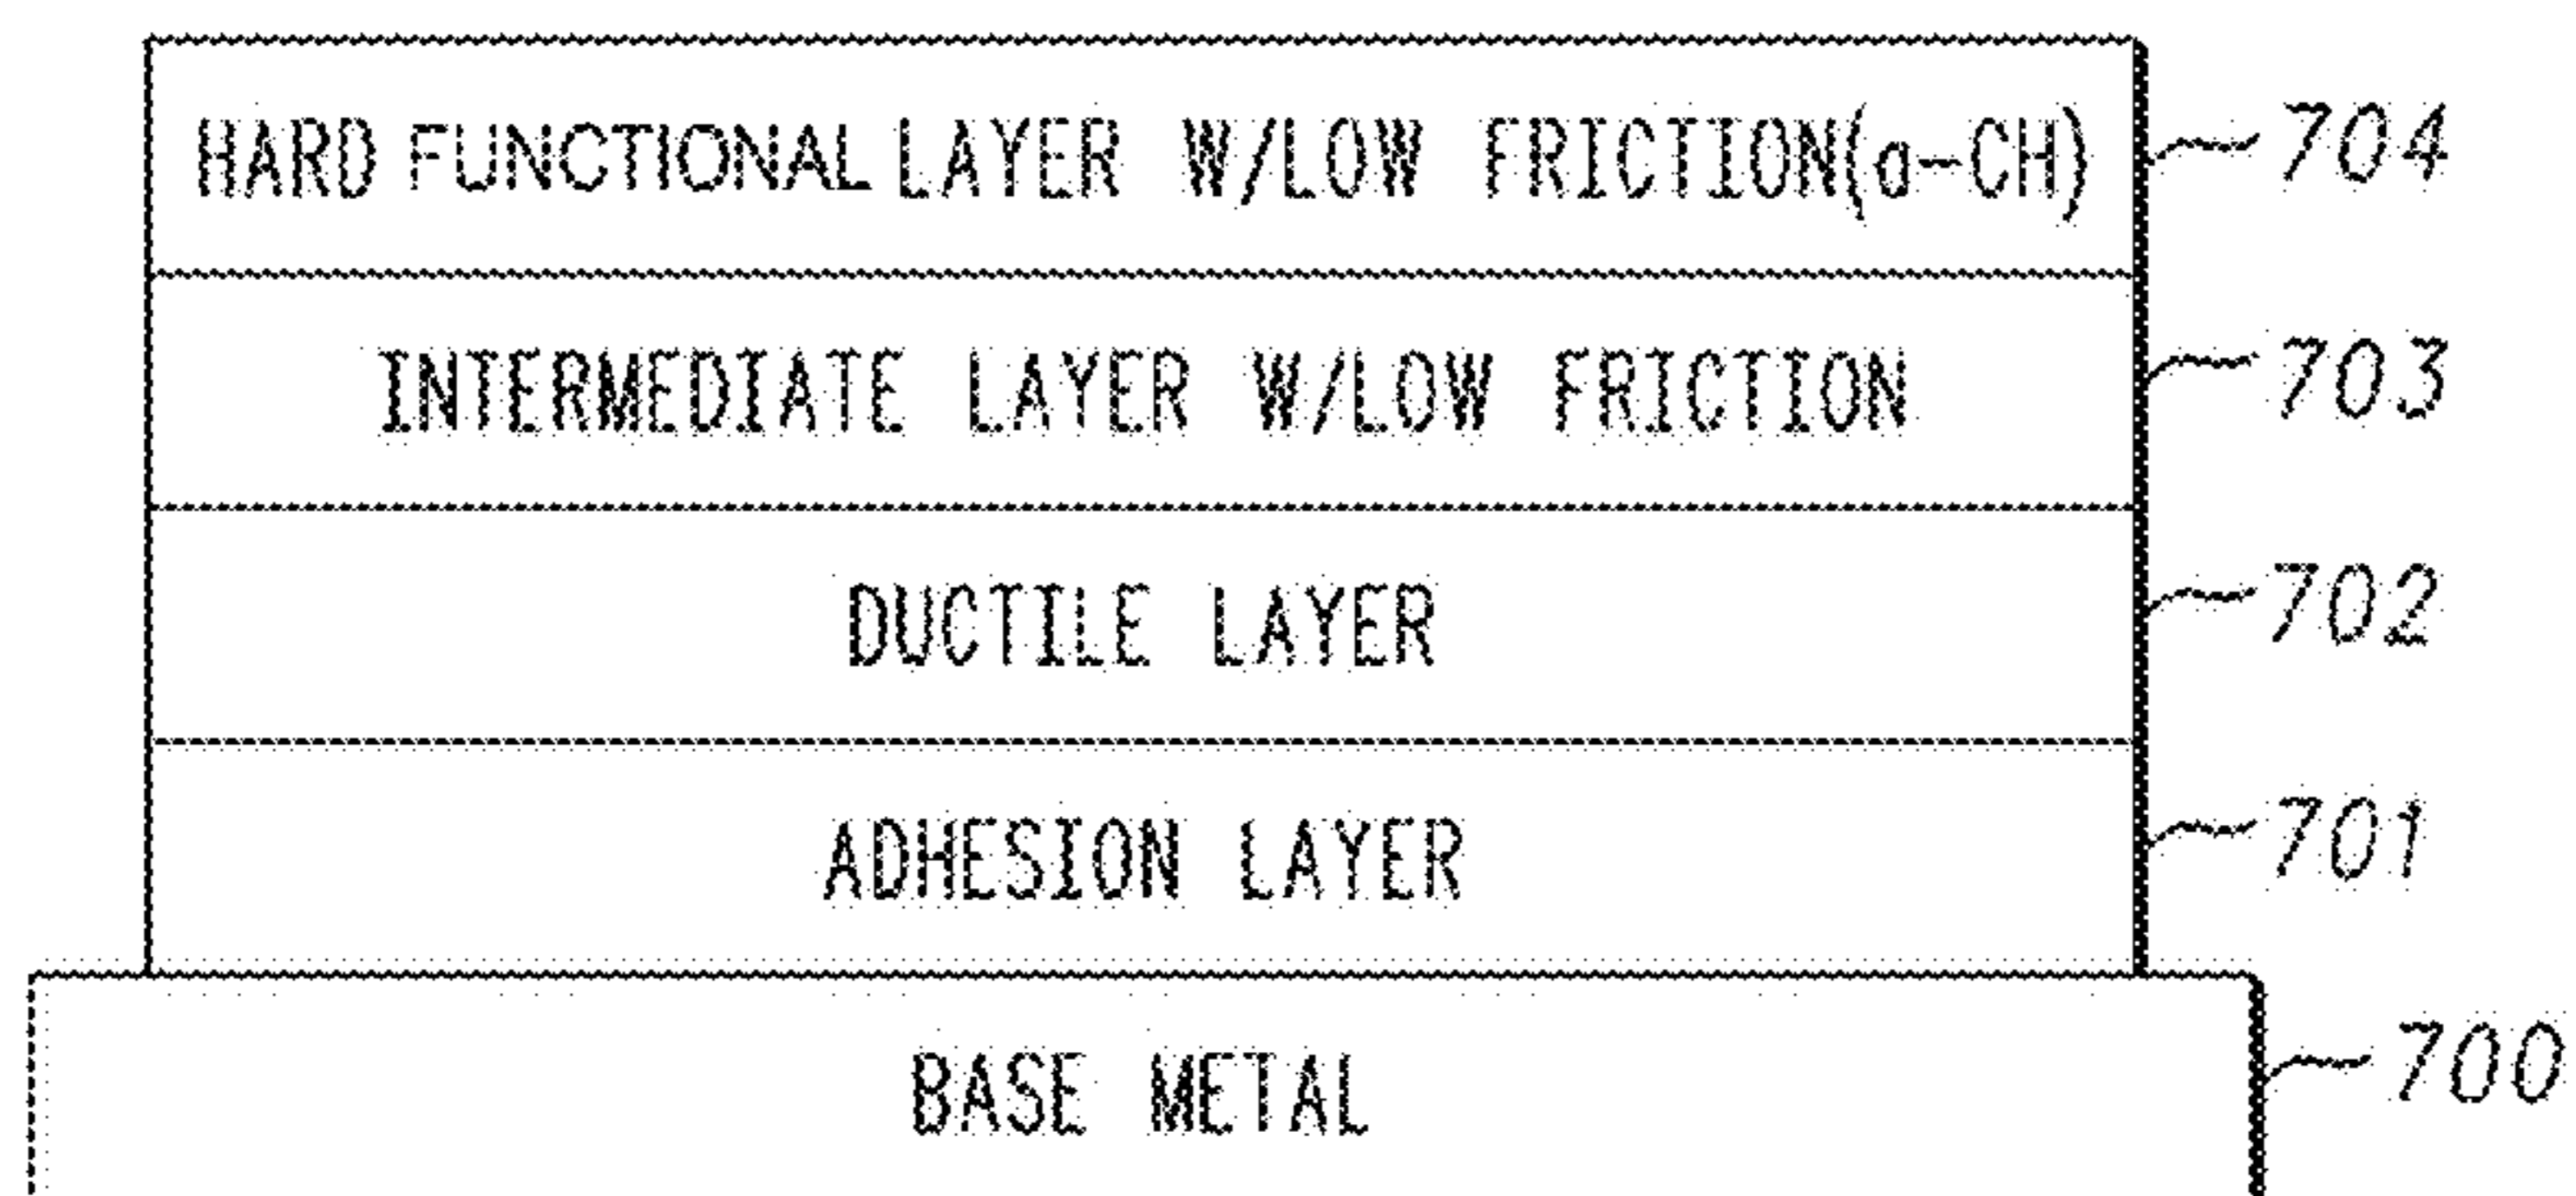 HARD FUNCTIONAL LAYER W/LOW FRICTION(a-CH) 704
INTERMEDIATE LAYER W/LOW FRICTION 703
DUCTILE LAYER 702
ADHESION LAYER 701
BASE METAL 700